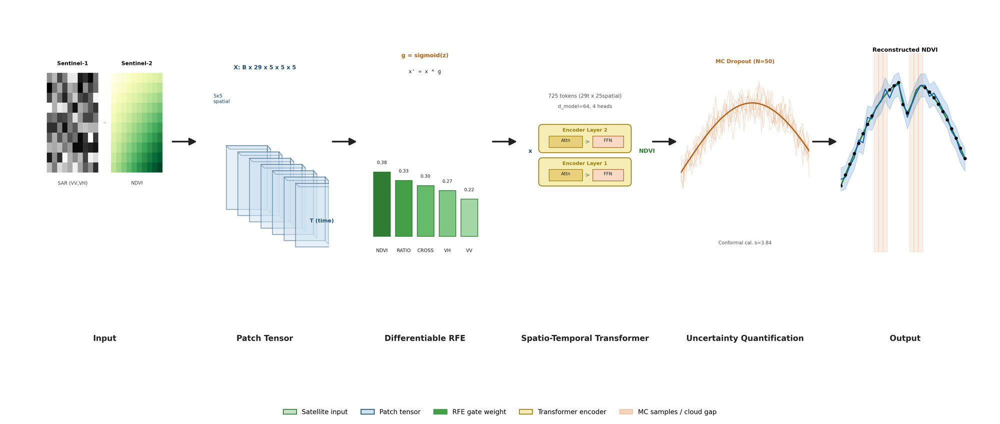 Sentinel-1
Sentinel-2
SAR (VV,VH)
NDVI
Input
X: B x 29 x 5 x 5 x 5
5x5
spatial
T (time)
Patch Tensor
g = sigmoid(z)
x' = x * g
0.38
0.33
0.30
0.27
0.22
NDVI
RATIO
CROSS
VH
VV
Differentiable RFE
725 tokens (29t x 25spatial)
d_model=64, 4 heads
Encoder Layer 2
Attn
FFN
x
NDVI
Encoder Layer 1
Attn
FFN
Spatio-Temporal Transformer
MC Dropout (N=50)
Conformal cal. s=3.84
Uncertainty Quantification
Reconstructed NDVI
Output
Satellite input
Patch tensor
RFE gate weight
Transformer encoder
MC samples / cloud gap